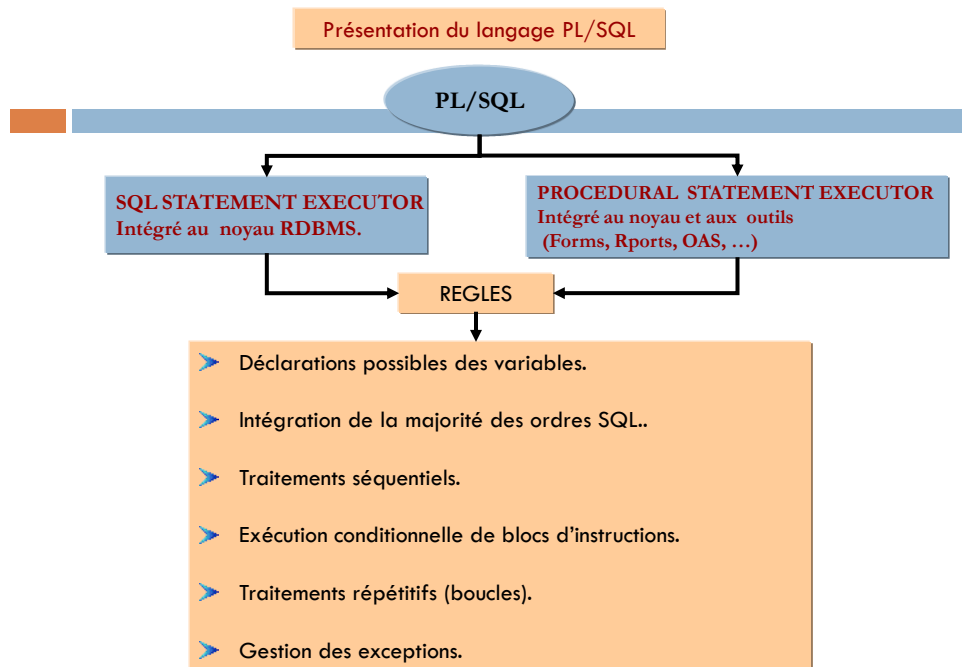 Présentation du langage PL/SQL
PL/SQL
SQL STATEMENT EXECUTOR
Intégré au noyau RDBMS.
PROCEDURAL STATEMENT EXECUTOR
Intégré au noyau et aux outils
(Forms, Rports, OAS, …)
REGLES
Déclarations possibles des variables.
Intégration de la majorité des ordres SQL..
Traitements séquentiels.
Exécution conditionnelle de blocs d’instructions.
Traitements répétitifs (boucles).
Gestion des exceptions.